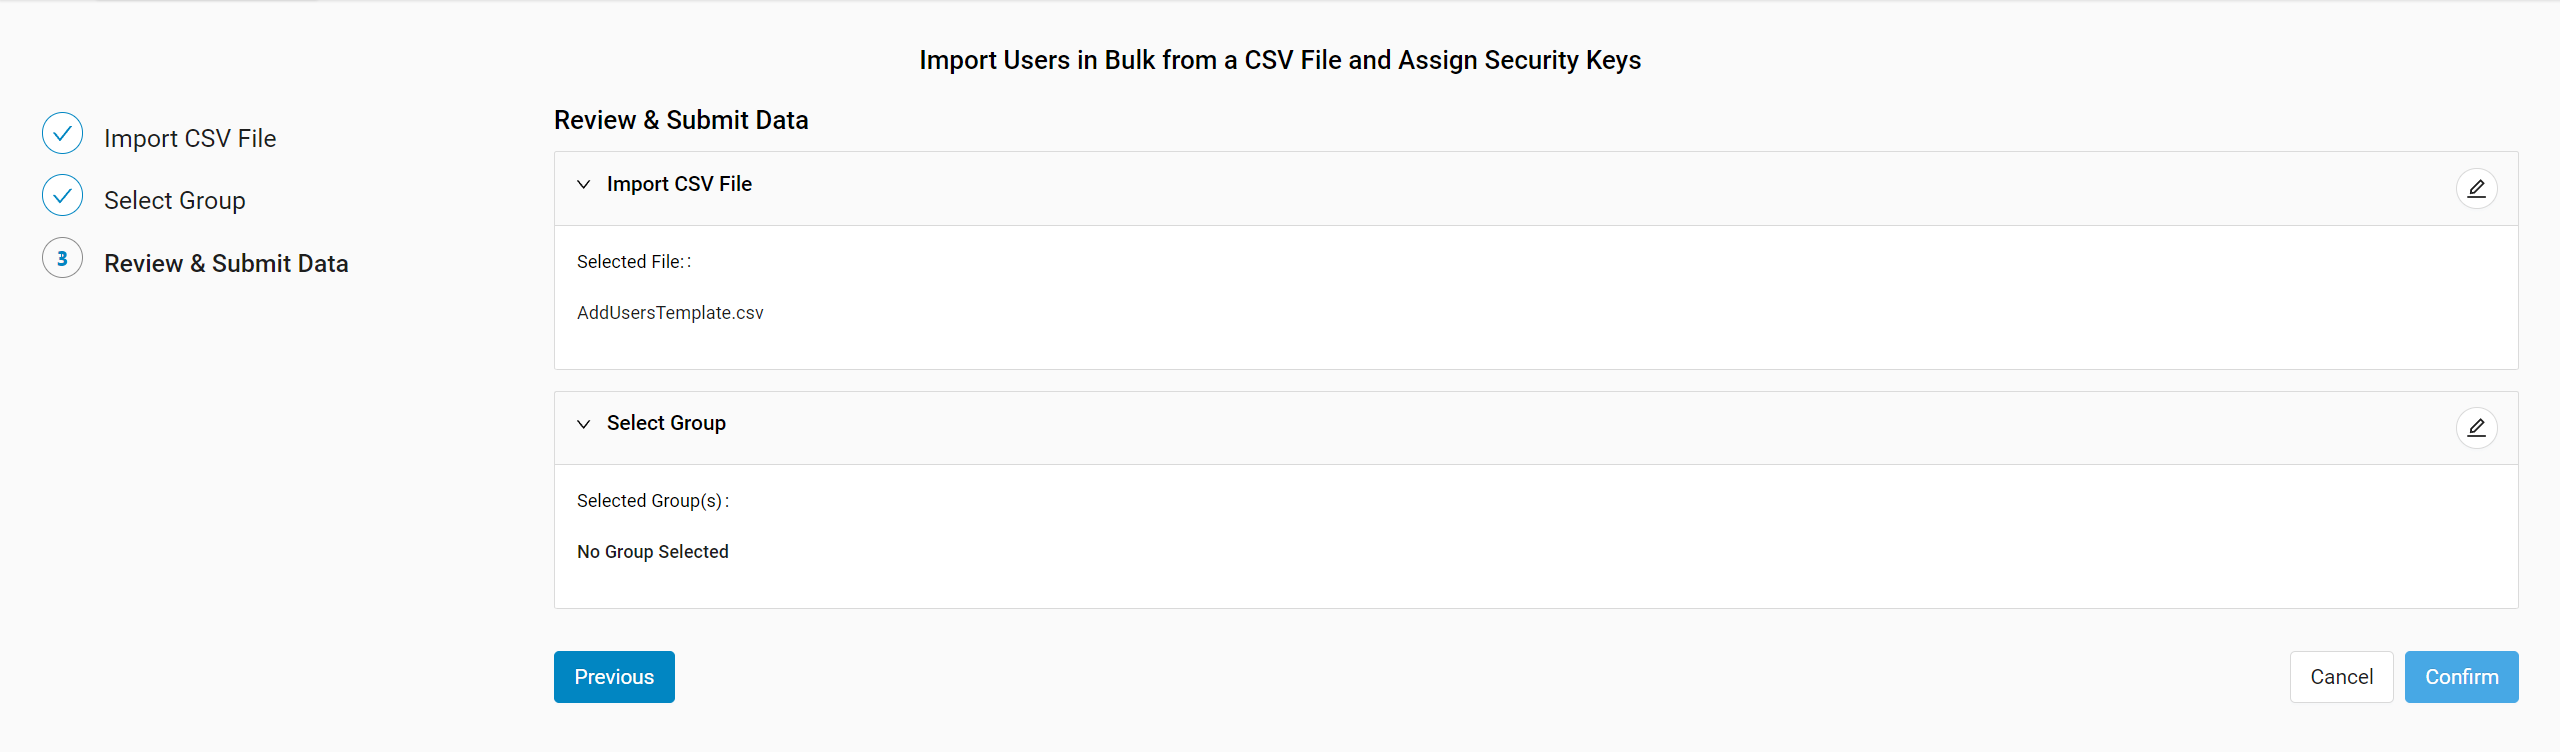 Import Users in Bulk from a CSV File and Assign Security Keys
Import CSV File
Select Group
3
Review & Submit Data
Review & Submit Data
Import CSV File
Selected File::
AddUsersTemplate.csv
Select Group
Selected Group(s):
No Group Selected
Previous
Cancel
Confirm